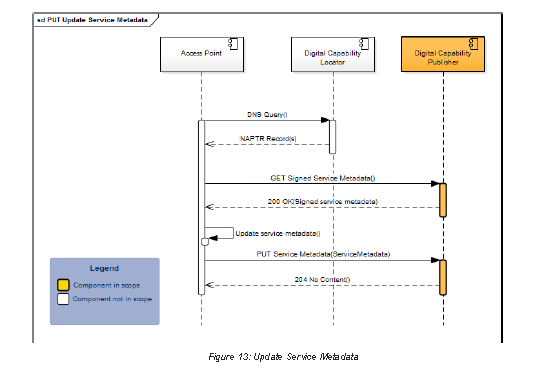 sd PUT Update Service Metadata
Access Point
Digital Capability
Locator
Digital Capability
Publisher
DNS Query()
NAPTR Record(s)
GET Signed Service Metadata()
200 OK(Signed service metadata)
Update service metadata()
PUT Service Metadata(ServiceMetadata)
204 No Content()
Legend
Component in scope
Component not in scope
Figure 13: Update Service Metadata